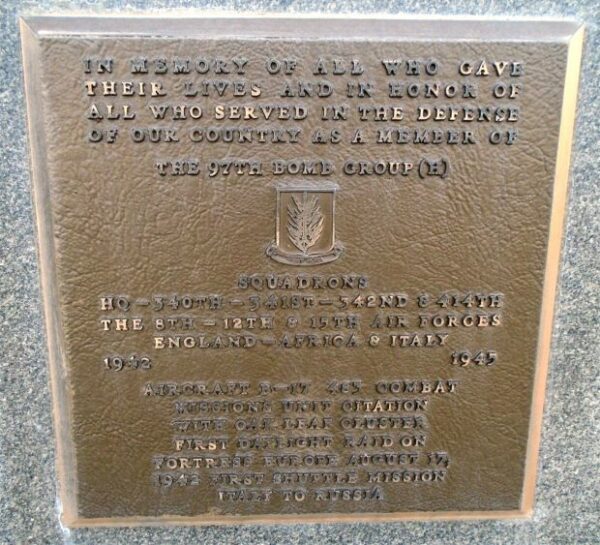 IN MEMORY OF ALL WHO GAVE
THEIR LIVES AND IN HONOR OF
ALL WHO SERVED IN THE DEFENSE
OF OUR COUNTRY AS A MEMBER OF
THE 97TH BOMB GROUP (H)
SQUADRONS
HQ - 340TH - 341ST - 342ND & 414TH
THE 8TH - 12TH & 15TH AIR FORCES
ENGLAND - AFRICA & ITALY
1942 1945
AIRCRAFT B-17 483 COMBAT
MISSIONS UNIT CITATION
WITH OAK LEAF CLUSTER
FIRST DAYLIGHT RAID ON
FORTRESS EUROPE AUGUST 17,
1942 FIRST SHUTTLE MISSION
ITALY TO RUSSIA